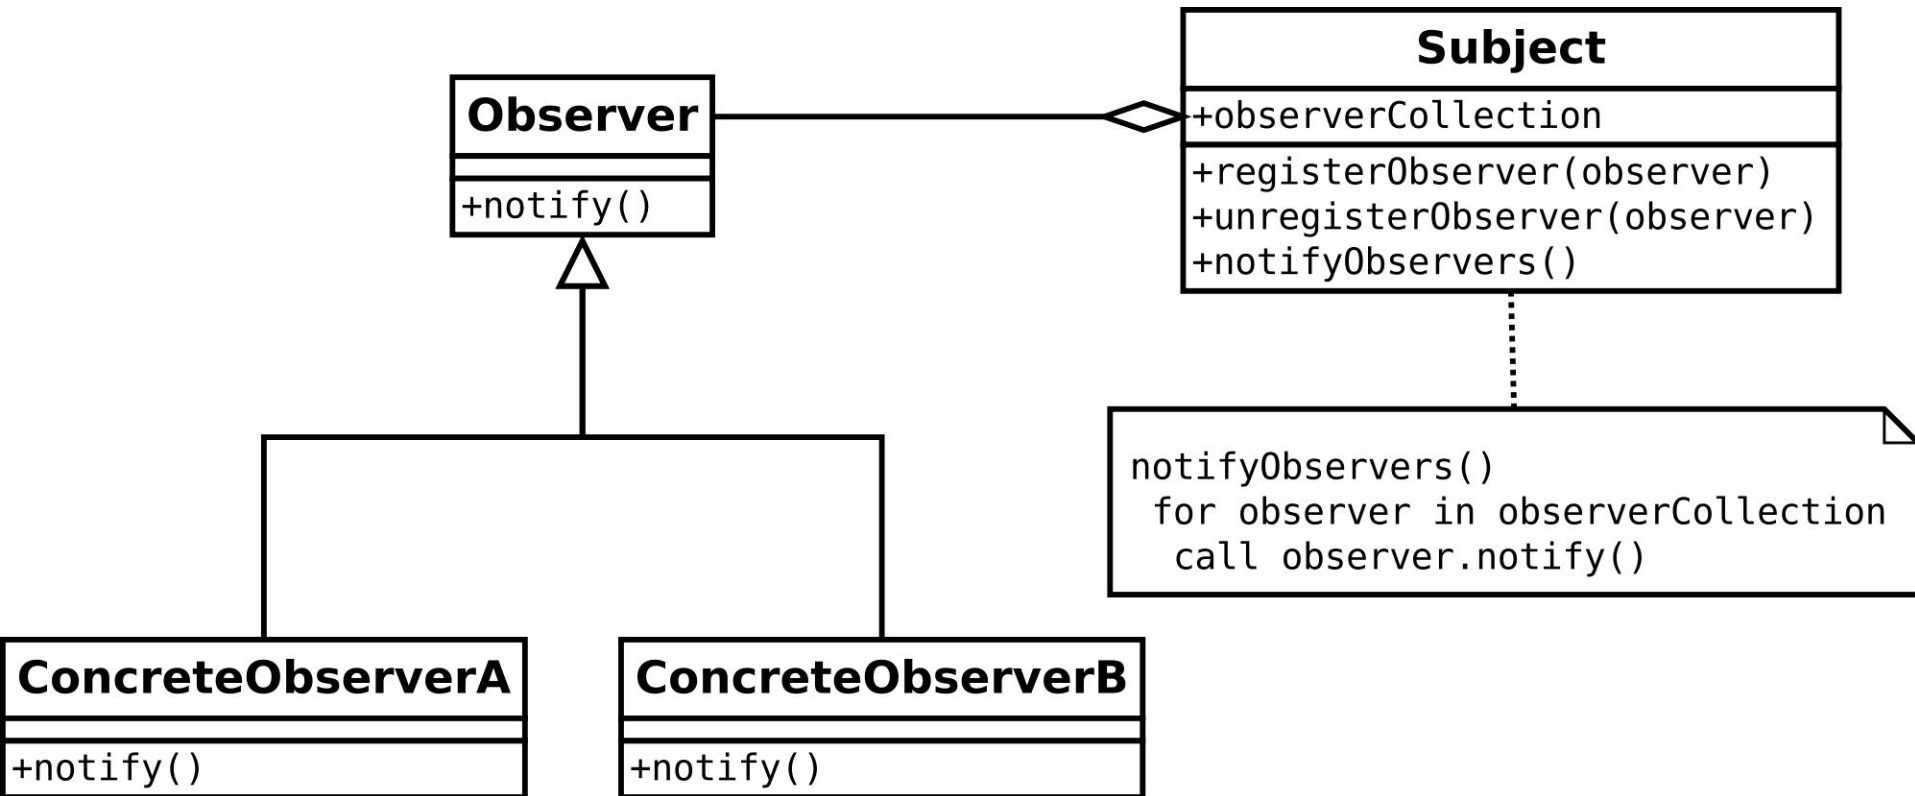 Subject
+observerCollection
+registerObserver(observer)
+unregisterObserver(observer)
+notifyObservers()
Observer
+notify()
notifyObservers()
for observer in observerCollection
call observer.notify()
ConcreteObserverA
+notify()
ConcreteObserverB
+notify()